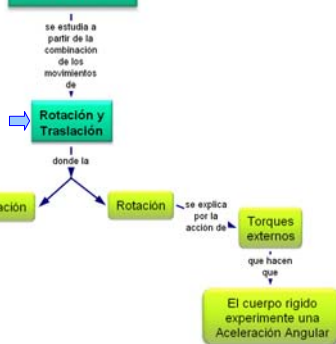 se estudia a
partir de la
combinación
de los
movimientos
de
Rotación y
Traslación
donde la
ación
Rotación
se explica
por la
acción de
Torques
externos
que hacen
que
El cuerpo rigido
experimente una
Aceleración Angular